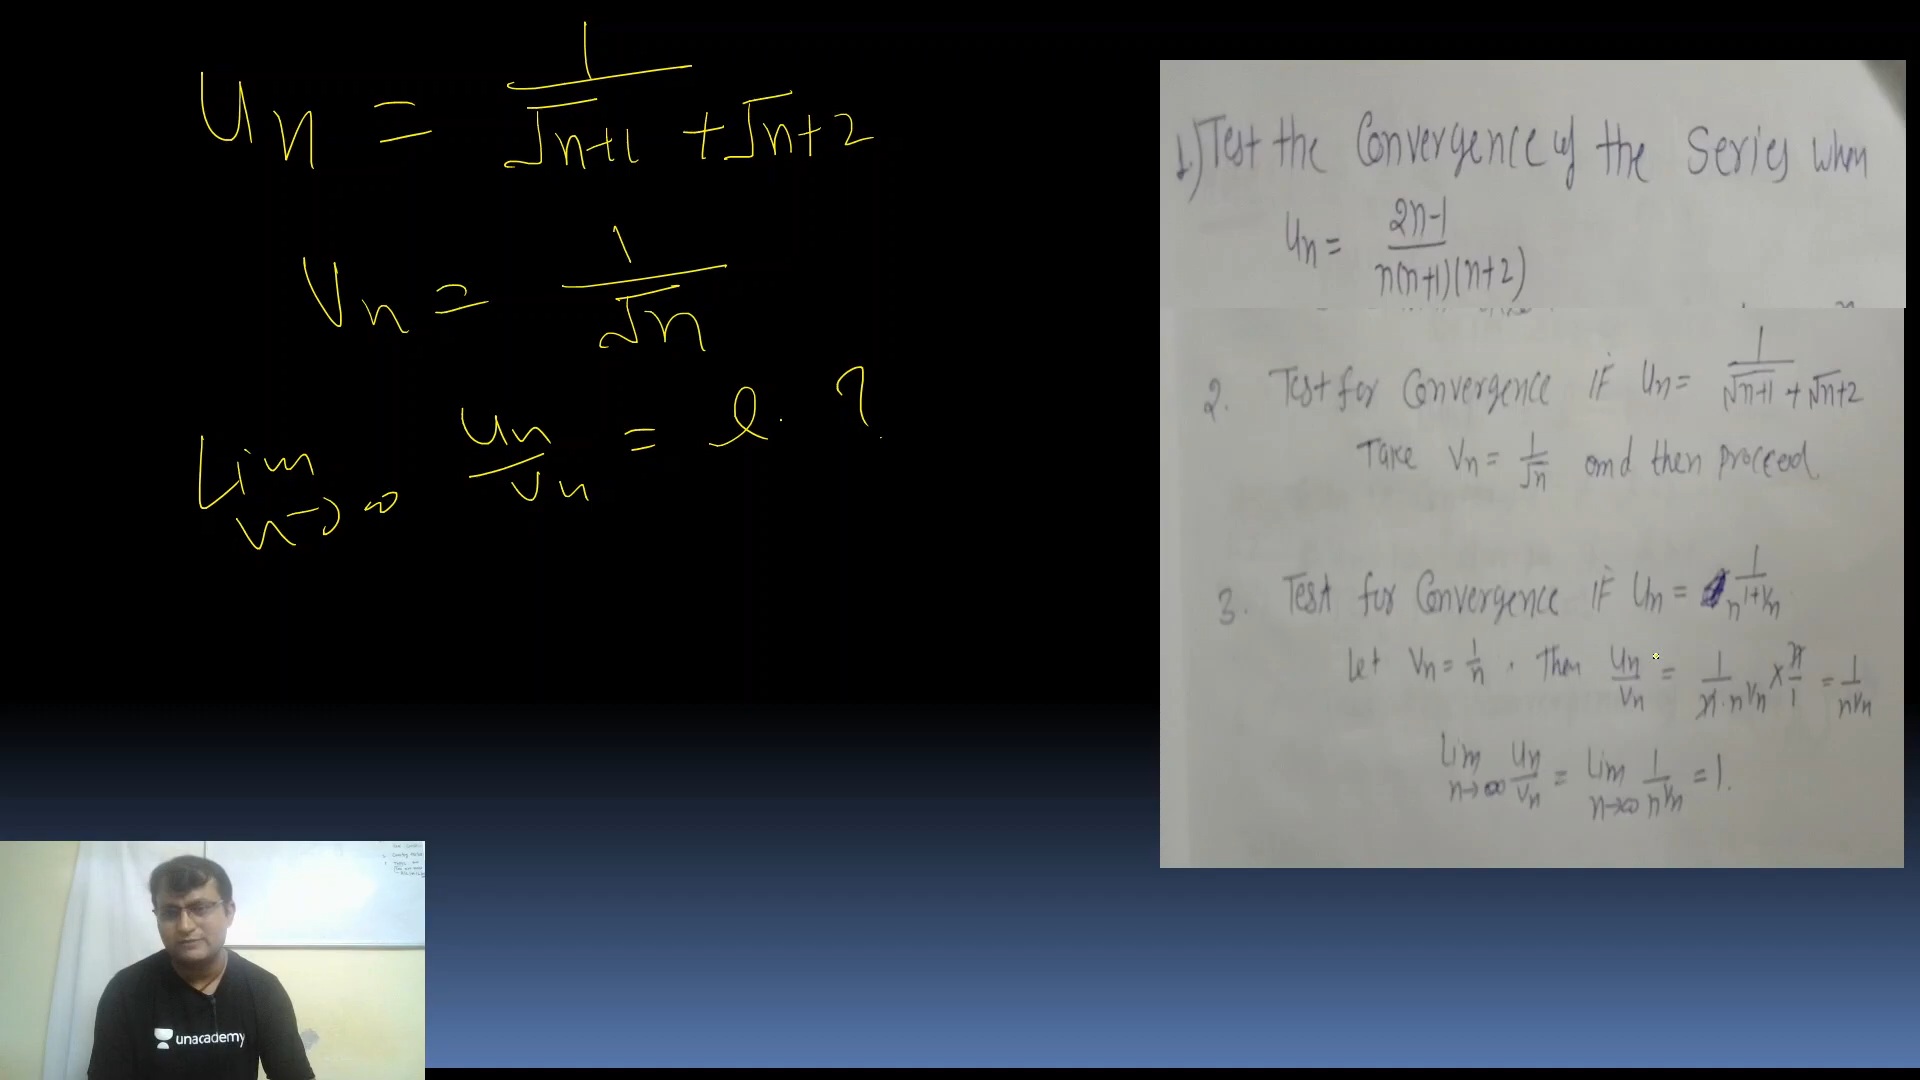 un = 1/(√n+1 + √n+2)
vn = 1/√n
Lim n→∞ un/vn = l. ?
1) Test the Convergence of the Series when
Un = 2n-1/n(n+1)(n+2)
2. Test for Convergence if Un = 1/(√n+1 + √n+2)
Take Vn = 1/√n and then proceed
3. Test for Convergence if Un = 1/n^(1+1/n)
Let Vn = 1/n . Then Un/Vn = 1/(n·n^(1/n)) × n/1 = 1/n^(1/n)
Lim n→∞ Un/Vn = Lim n→∞ 1/n^(1/n) = 1.
unacademy